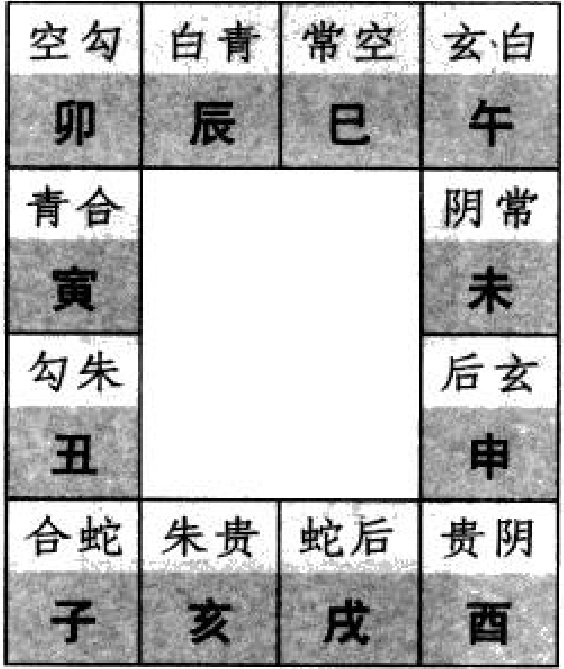 空勾 白青 常空 玄白
卯 辰 巳 午
青合 阴常
寅 未
勾朱 后玄
丑 申
合蛇 朱贵 蛇后 贵阴
子 亥 戌 酉